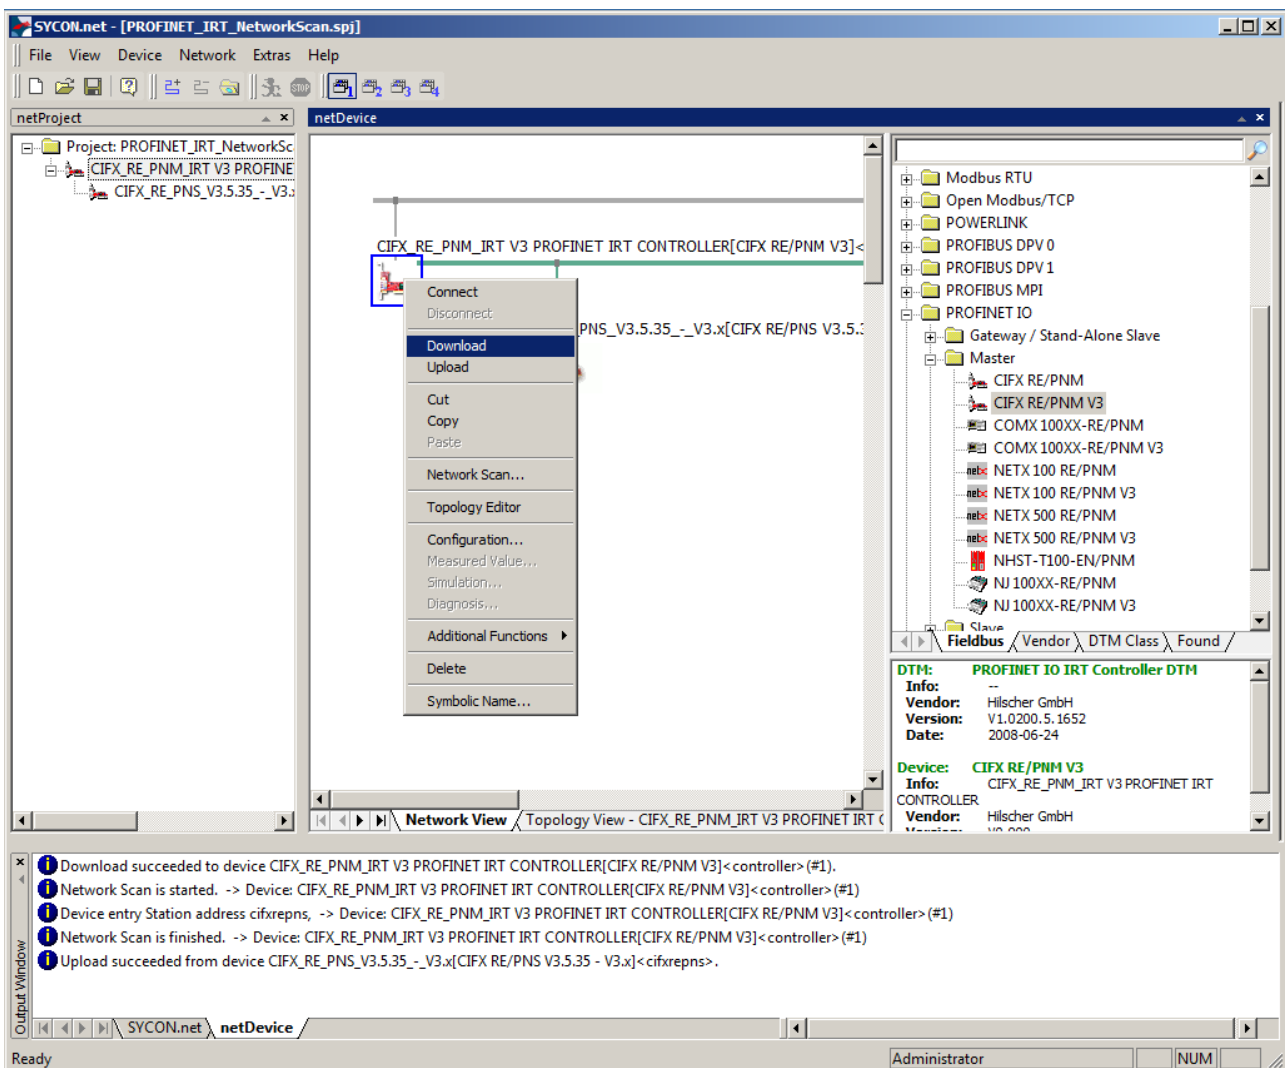 SYCON.net - [PROFINET_IRT_NetworkScan.spj]
File View Device Network Extras Help
netProject
netDevice
Project: PROFINET_IRT_NetworkSc
CIFX_RE_PNM_IRT V3 PROFINE
CIFX_RE_PNS_V3.5.35_-_V3.x
CIFX_RE_PNM_IRT V3 PROFINET IRT CONTROLLER[CIFX RE/PNM V3]<
PNS_V3.5.35_-_V3.x[CIFX RE/PNS V3.5.3
Connect
Disconnect
Download
Upload
Cut
Copy
Paste
Network Scan...
Topology Editor
Configuration...
Measured Value...
Simulation...
Diagnosis...
Additional Functions
Delete
Symbolic Name...
Network View
Topology View - CIFX_RE_PNM_IRT V3 PROFINET IRT C
Modbus RTU
Open Modbus/TCP
POWERLINK
PROFIBUS DPV0
PROFIBUS DPV1
PROFIBUS MPI
PROFINET IO
Gateway / Stand-Alone Slave
Master
CIFX RE/PNM
CIFX RE/PNM V3
COMX 100XX-RE/PNM
COMX 100XX-RE/PNM V3
NETX 100 RE/PNM
NETX 100 RE/PNM V3
NETX 500 RE/PNM
NETX 500 RE/PNM V3
NHST-T100-EN/PNM
NJ 100XX-RE/PNM
NJ 100XX-RE/PNM V3
Slave
Fieldbus Vendor DTM Class Found
DTM: PROFINET IO IRT Controller DTM
Info: --
Vendor: Hilscher GmbH
Version: V1.0200.5.1652
Date: 2008-06-24
Device: CIFX RE/PNM V3
Info: CIFX_RE_PNM_IRT V3 PROFINET IRT
CONTROLLER
Vendor: Hilscher GmbH
Download succeeded to device CIFX_RE_PNM_IRT V3 PROFINET IRT CONTROLLER[CIFX RE/PNM V3]<controller>(#1).
Network Scan is started. -> Device: CIFX_RE_PNM_IRT V3 PROFINET IRT CONTROLLER[CIFX RE/PNM V3]<controller>(#1)
Device entry Station address cifxrepns, -> Device: CIFX_RE_PNM_IRT V3 PROFINET IRT CONTROLLER[CIFX RE/PNM V3]<controller>(#1)
Network Scan is finished. -> Device: CIFX_RE_PNM_IRT V3 PROFINET IRT CONTROLLER[CIFX RE/PNM V3]<controller>(#1)
Upload succeeded from device CIFX_RE_PNS_V3.5.35_-_V3.x[CIFX RE/PNS V3.5.35 - V3.x]<cifxrepns>.
Output Window
SYCON.net netDevice
Ready
Administrator
NUM